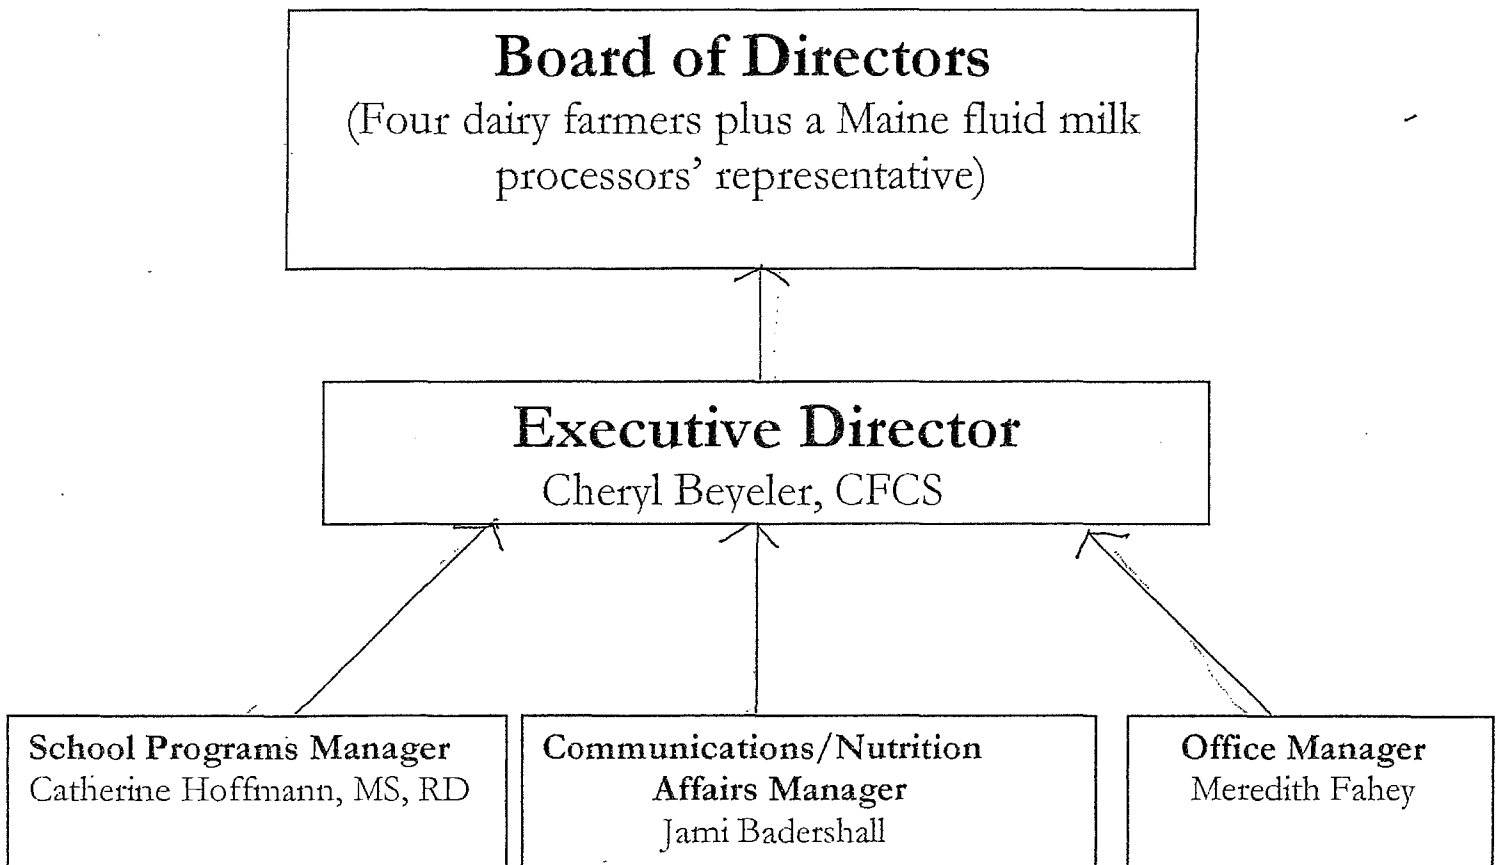 Board of Directors
(Four dairy farmers plus a Maine fluid milk
processors' representative)
Executive Director
Cheryl Beyeler, CFCS
School Programs Manager
Catherine Hoffmann, MS, RD
Communications/Nutrition
Affairs Manager
Jami Badershall
Office Manager
Meredith Fahey